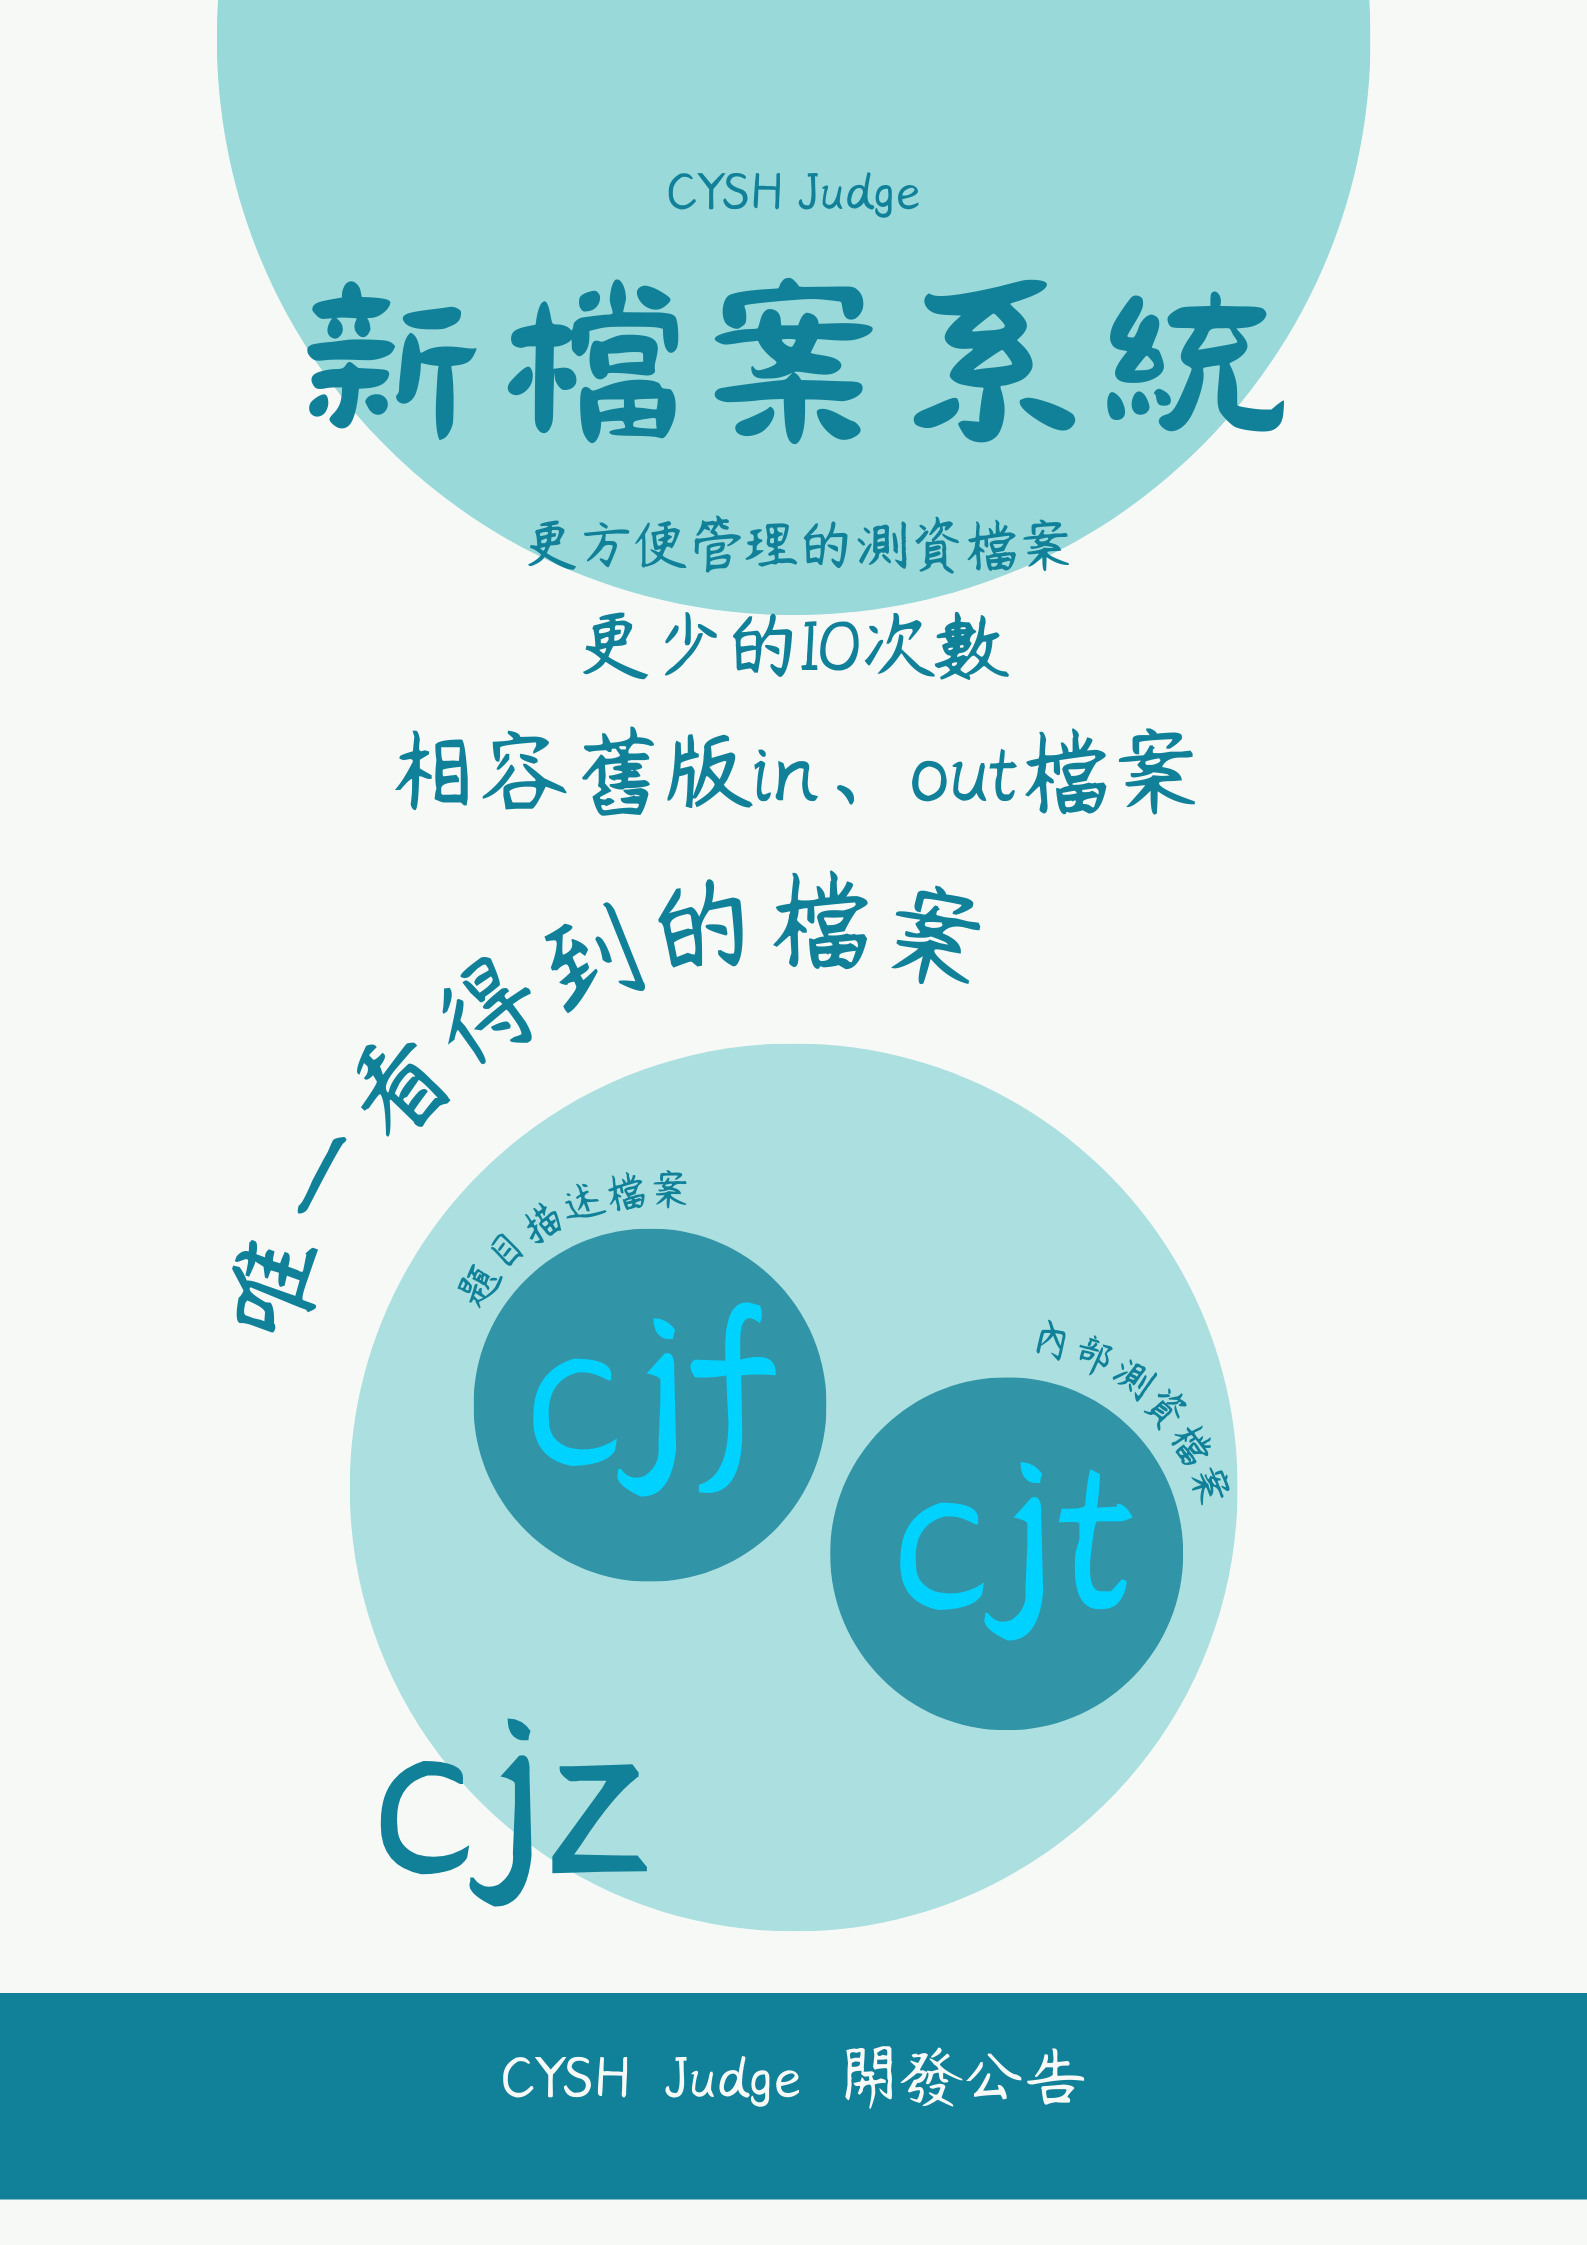 CYSH Judge
新檔案系統
更方便管理的測資檔案
更少的IO次數
相容舊版in、out檔案
唯一看得到的檔案
題目描述檔案
cjf
內部測資檔案
cjt
cjz
CYSH Judge 開發公告